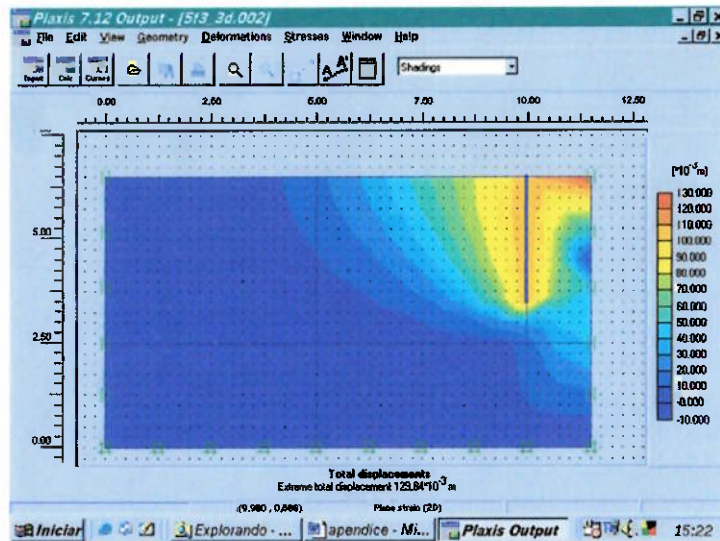 Plaxis 7.12 Output - [5f3_3d.002]
File Edit View Geometry Deformations Stresses Window Help
Input Calc Curves Shadings
0.00 2.50 5.00 7.50 10.00 12.50
[*10⁻³m]
130.000
120.000
110.000
100.000
90.000
80.000
70.000
60.000
50.000
40.000
30.000
20.000
10.000
-0.000
-10.000
5.00
2.50
0.00
Total displacements
Extreme total displacement 129.84*10⁻³ m
Plane strain (2D)
Iniciar Explorando - ... apendice - Mi... Plaxis Output 15:22